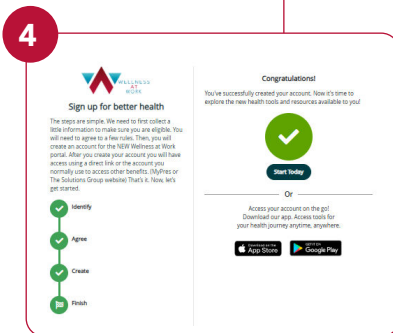 4
WELLNESS
AT
WORK
Sign up for better health
The steps are simple. We need to first collect a
little information to make sure you are eligible. You
will need to agree to a few rules. Then, you will
create an account for the NEW Wellness at Work
portal. After you create your account you will have
access using a direct link or the account you
normally use to access other benefits. (MyPres or
The Solutions Group website) That's it. Now, let's
get started.
Identify
Agree
Create
Finish
Congratulations!
You've successfully created your account. Now it's time to
explore the new health tools and resources available to you!
Start Today
Or
Access your account on the go!
Download our app. Access tools for
your health journey anytime, anywhere.
Download on the
App Store
GET IT ON
Google Play